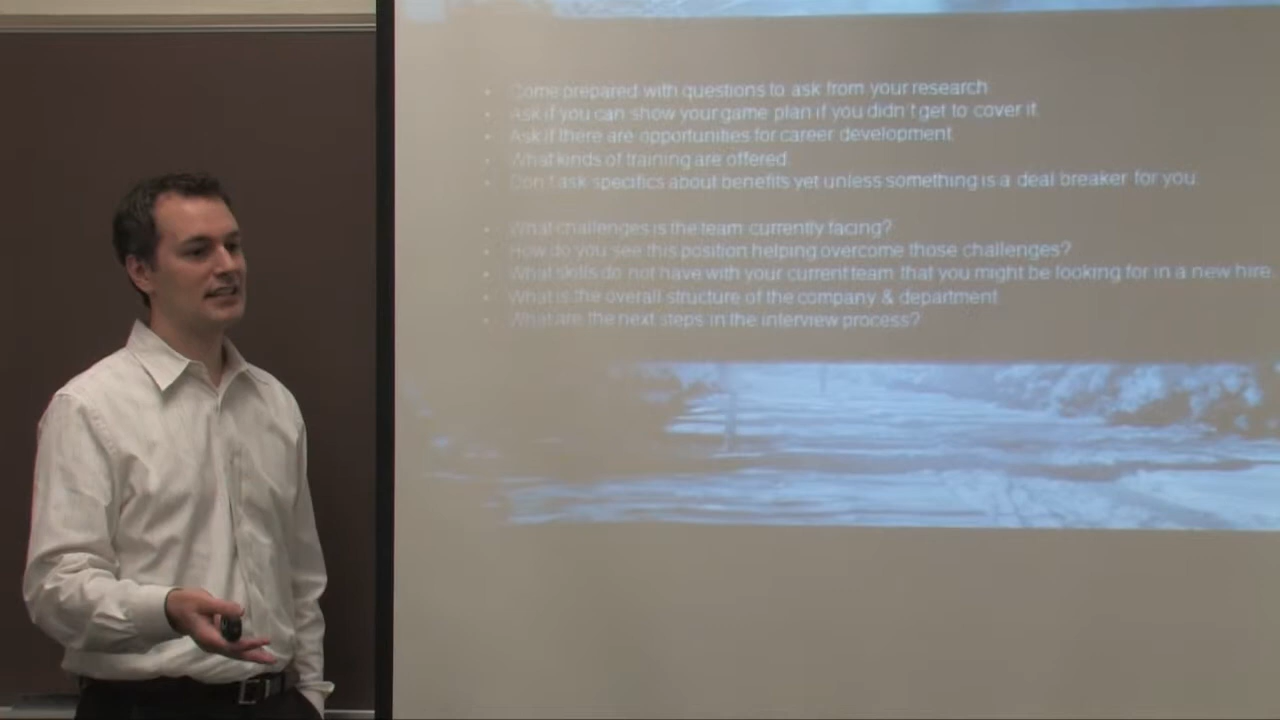 Come prepared with questions to ask from your research
Ask if you can show your game plan if you didn't get to cover it.
Ask if there are opportunities for career development
What kinds of training are offered
Don't ask specifics about benefits yet unless something is a deal breaker for you.
What challenges is the team currently facing?
How do you see this position helping overcome those challenges?
What skills do not have with your current team that you might be looking for in a new hire.
What is the overall structure of the company & department
What are the next steps in the interview process?